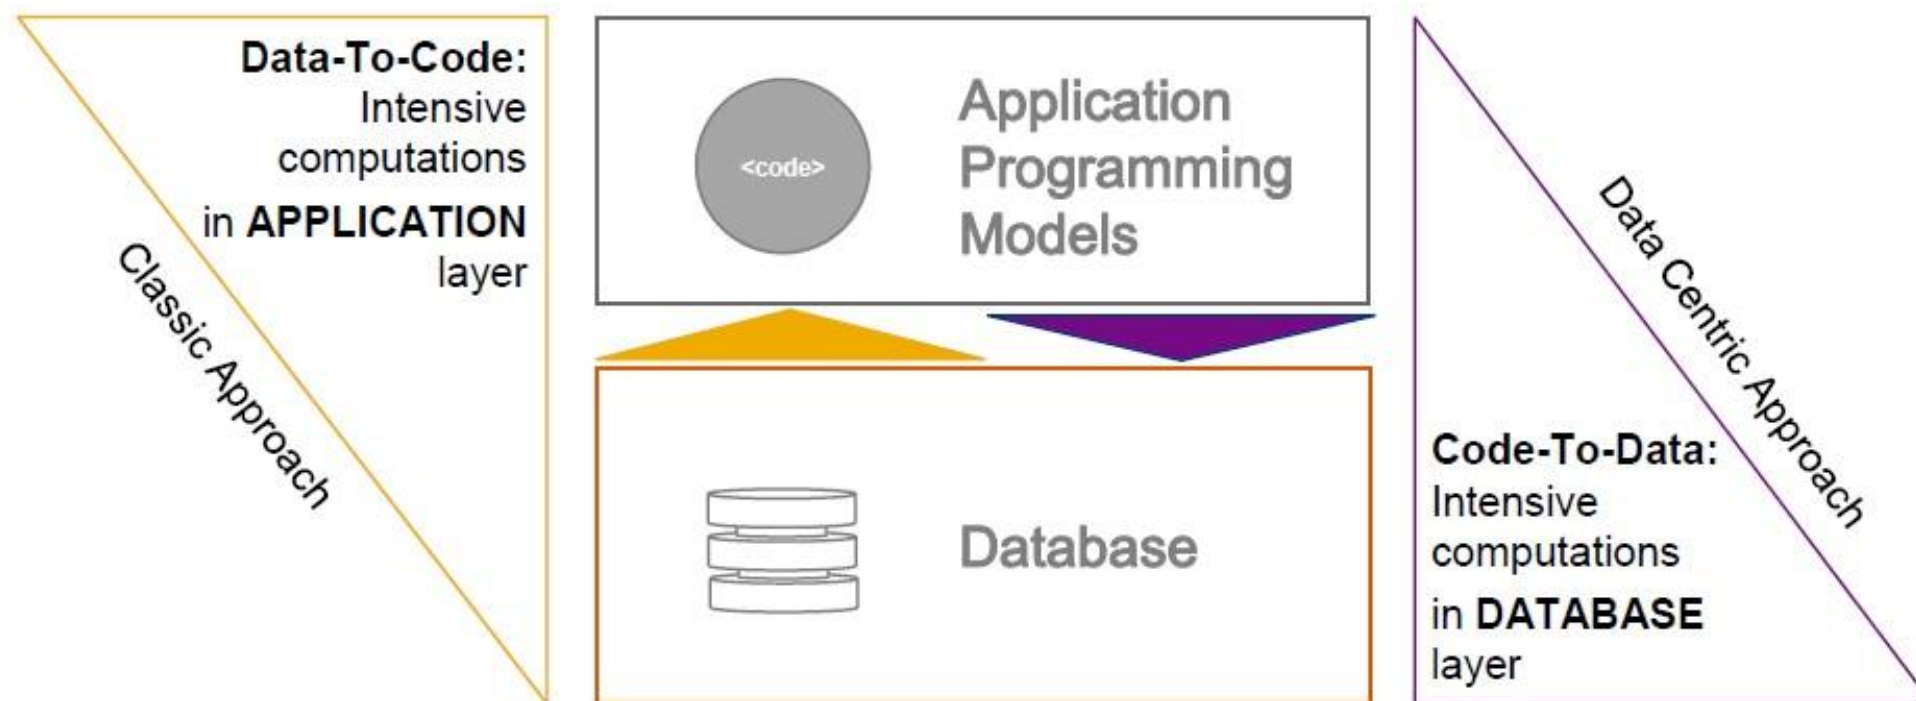 Data-To-Code:
Intensive
computations
in APPLICATION
layer
Classic Approach
<code>
Application
Programming
Models
Database
Data Centric Approach
Code-To-Data:
Intensive
computations
in DATABASE
layer